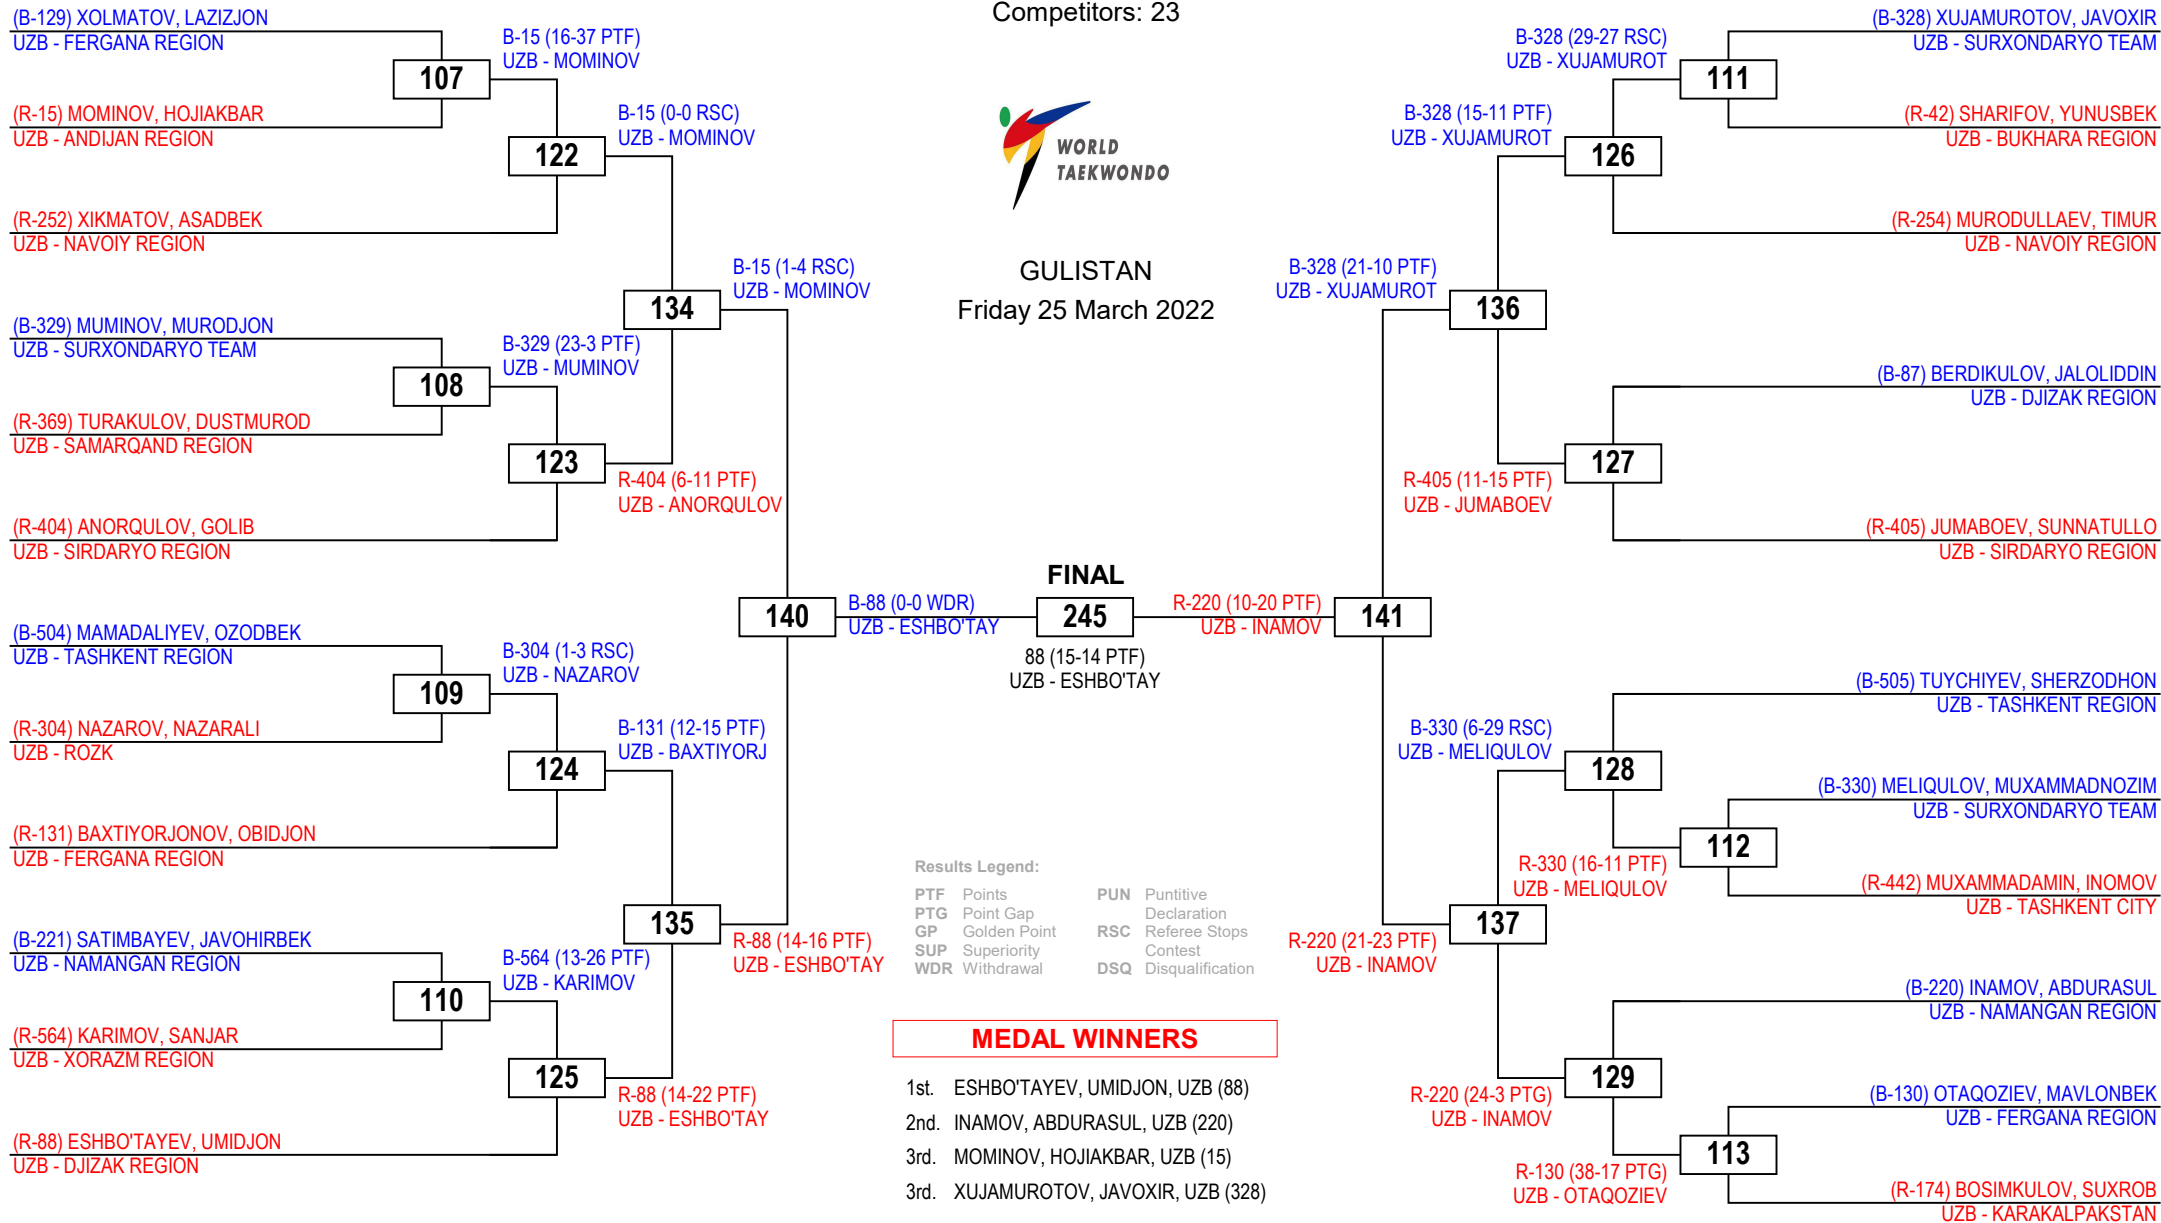 Competitors: 23
(B-129) XOLMATOV, LAZIZJON
UZB - FERGANA REGION
107
(R-15) MOMINOV, HOJIAKBAR
UZB - ANDIJAN REGION
B-15 (16-37 PTF)
UZB - MOMINOV
122
(R-252) XIKMATOV, ASADBEK
UZB - NAVOIY REGION
B-15 (0-0 RSC)
UZB - MOMINOV
134
B-15 (1-4 RSC)
UZB - MOMINOV
(B-329) MUMINOV, MURODJON
UZB - SURXONDARYO TEAM
108
(R-369) TURAKULOV, DUSTMUROD
UZB - SAMARQAND REGION
B-329 (23-3 PTF)
UZB - MUMINOV
123
(R-404) ANORQULOV, GOLIB
UZB - SIRDARYO REGION
R-404 (6-11 PTF)
UZB - ANORQULOV
140
B-88 (0-0 WDR)
UZB - ESHBO'TAY
(B-504) MAMADALIYEV, OZODBEK
UZB - TASHKENT REGION
109
(R-304) NAZAROV, NAZARALI
UZB - ROZK
B-304 (1-3 RSC)
UZB - NAZAROV
124
(R-131) BAXTIYORJONOV, OBIDJON
UZB - FERGANA REGION
B-131 (12-15 PTF)
UZB - BAXTIYORJ
135
R-88 (14-16 PTF)
UZB - ESHBO'TAY
(B-221) SATIMBAYEV, JAVOHIRBEK
UZB - NAMANGAN REGION
110
(R-564) KARIMOV, SANJAR
UZB - XORAZM REGION
B-564 (13-26 PTF)
UZB - KARIMOV
125
(R-88) ESHBO'TAYEV, UMIDJON
UZB - DJIZAK REGION
R-88 (14-22 PTF)
UZB - ESHBO'TAY
WORLD
TAEKWONDO
GULISTAN
Friday 25 March 2022
FINAL
245
88 (15-14 PTF)
UZB - ESHBO'TAY
(B-328) XUJAMUROTOV, JAVOXIR
UZB - SURXONDARYO TEAM
111
(R-42) SHARIFOV, YUNUSBEK
UZB - BUKHARA REGION
B-328 (29-27 RSC)
UZB - XUJAMUROT
126
(R-254) MURODULLAEV, TIMUR
UZB - NAVOIY REGION
B-328 (15-11 PTF)
UZB - XUJAMUROT
136
B-328 (21-10 PTF)
UZB - XUJAMUROT
(B-87) BERDIKULOV, JALOLIDDIN
UZB - DJIZAK REGION
127
(R-405) JUMABOEV, SUNNATULLO
UZB - SIRDARYO REGION
R-405 (11-15 PTF)
UZB - JUMABOEV
141
R-220 (10-20 PTF)
UZB - INAMOV
(B-505) TUYCHIYEV, SHERZODHON
UZB - TASHKENT REGION
128
B-330 (6-29 RSC)
UZB - MELIQULOV
(B-330) MELIQULOV, MUXAMMADNOZIM
UZB - SURXONDARYO TEAM
112
(R-442) MUXAMMADAMIN, INOMOV
UZB - TASHKENT CITY
R-330 (16-11 PTF)
UZB - MELIQULOV
137
R-220 (21-23 PTF)
UZB - INAMOV
(B-220) INAMOV, ABDURASUL
UZB - NAMANGAN REGION
129
R-220 (24-3 PTG)
UZB - INAMOV
(B-130) OTAQOZIEV, MAVLONBEK
UZB - FERGANA REGION
113
(R-174) BOSIMKULOV, SUXROB
UZB - KARAKALPAKSTAN
R-130 (38-17 PTG)
UZB - OTAQOZIEV
Results Legend:
PTF Points
PTG Point Gap
GP Golden Point
SUP Superiority
WDR Withdrawal
PUN Puntitive
Declaration
RSC Referee Stops
Contest
DSQ Disqualification
MEDAL WINNERS
1st. ESHBO'TAYEV, UMIDJON, UZB (88)
2nd. INAMOV, ABDURASUL, UZB (220)
3rd. MOMINOV, HOJIAKBAR, UZB (15)
3rd. XUJAMUROTOV, JAVOXIR, UZB (328)